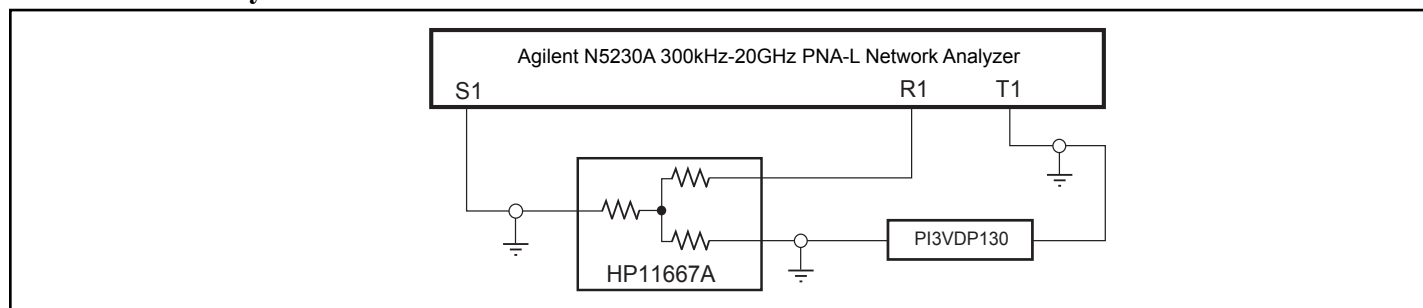 Agilent N5230A 300kHz-20GHz PNA-L Network Analyzer
S1 R1 T1
PI3VDP130
HP11667A